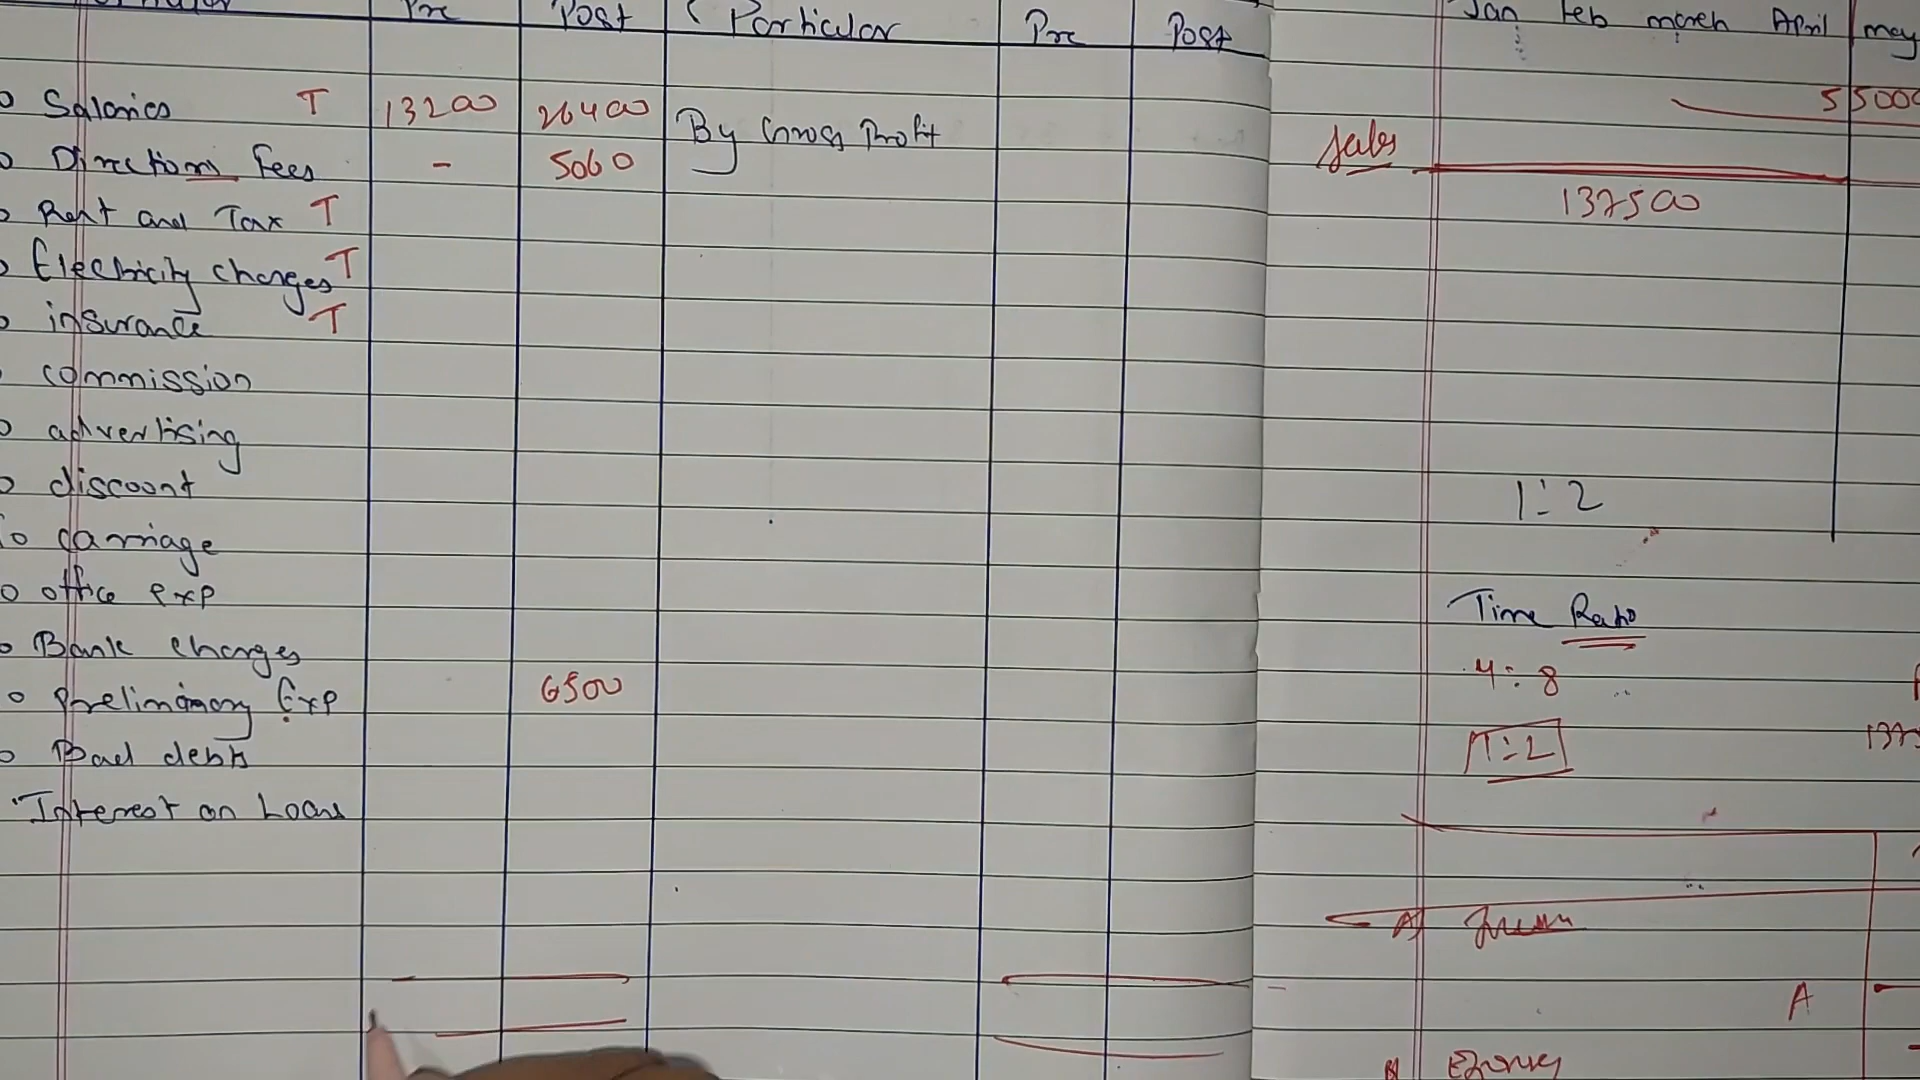 Pre Post Particular Pre Post
o Salaries T 13200 26400 By Gross Profit
o Directors Fees - 5060
o Rent and Tax T
o Electricity charges T
o insurance T
commission
o advertising
o discount
To carriage
o office exp
o Bank charges
o Preliminary Exp 6500
o Bad debts
Interest on Loan
Jan Feb march April may
55000
Sales
137500
1:2
Time Ratio
4:8
1:2
A